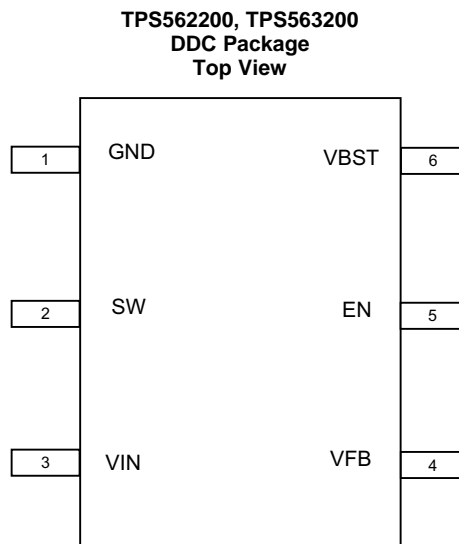 TPS562200, TPS563200
DDC Package
Top View
1 GND VBST 6
2 SW EN 5
3 VIN VFB 4